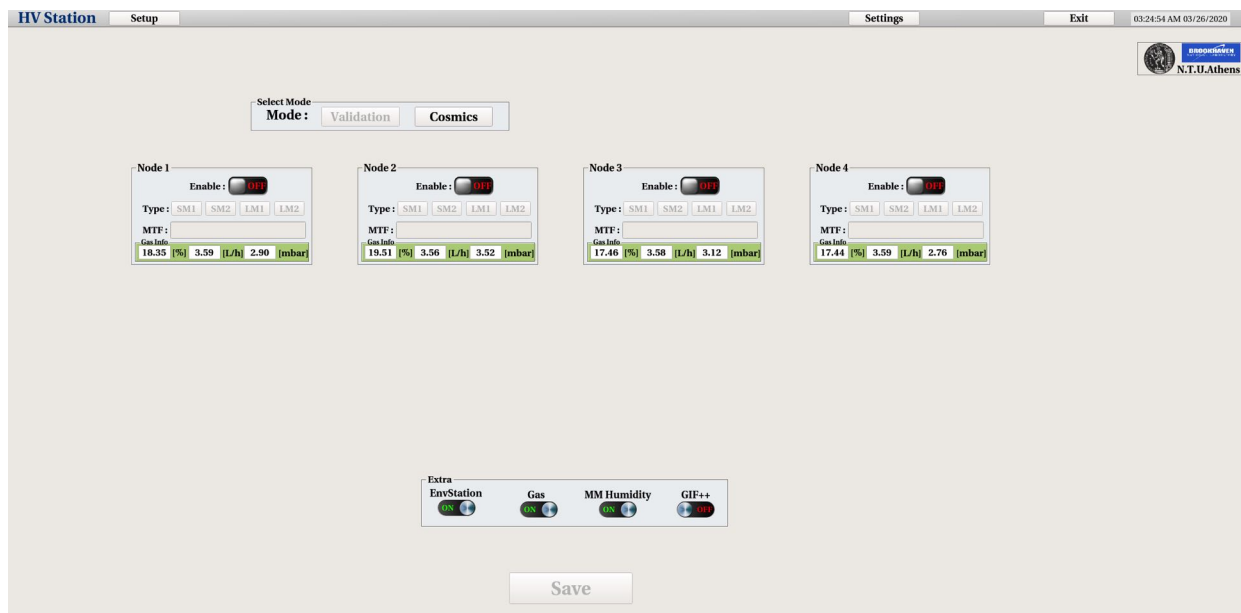 HV Station Setup Settings Exit 03:24:54 AM 03/26/2020
BROOKHAVEN
N.T.U.Athens
Select Mode
Mode : Validation Cosmics
Node 1 Node 2 Node 3 Node 4
Enable : OFF Enable : OFF Enable : OFF Enable : OFF
Type : SM1 SM2 LM1 LM2 Type : SM1 SM2 LM1 LM2 Type : SM1 SM2 LM1 LM2 Type : SM1 SM2 LM1 LM2
MTF : MTF : MTF : MTF :
Gas Info Gas Info Gas Info Gas Info
18.35 [%] 3.59 [L/h] 2.90 [mbar] 19.51 [%] 3.56 [L/h] 3.52 [mbar] 17.46 [%] 3.58 [L/h] 3.12 [mbar] 17.44 [%] 3.59 [L/h] 2.76 [mbar]
Extra
EnvStation Gas MM Humidity GIF++
ON ON ON OFF
Save